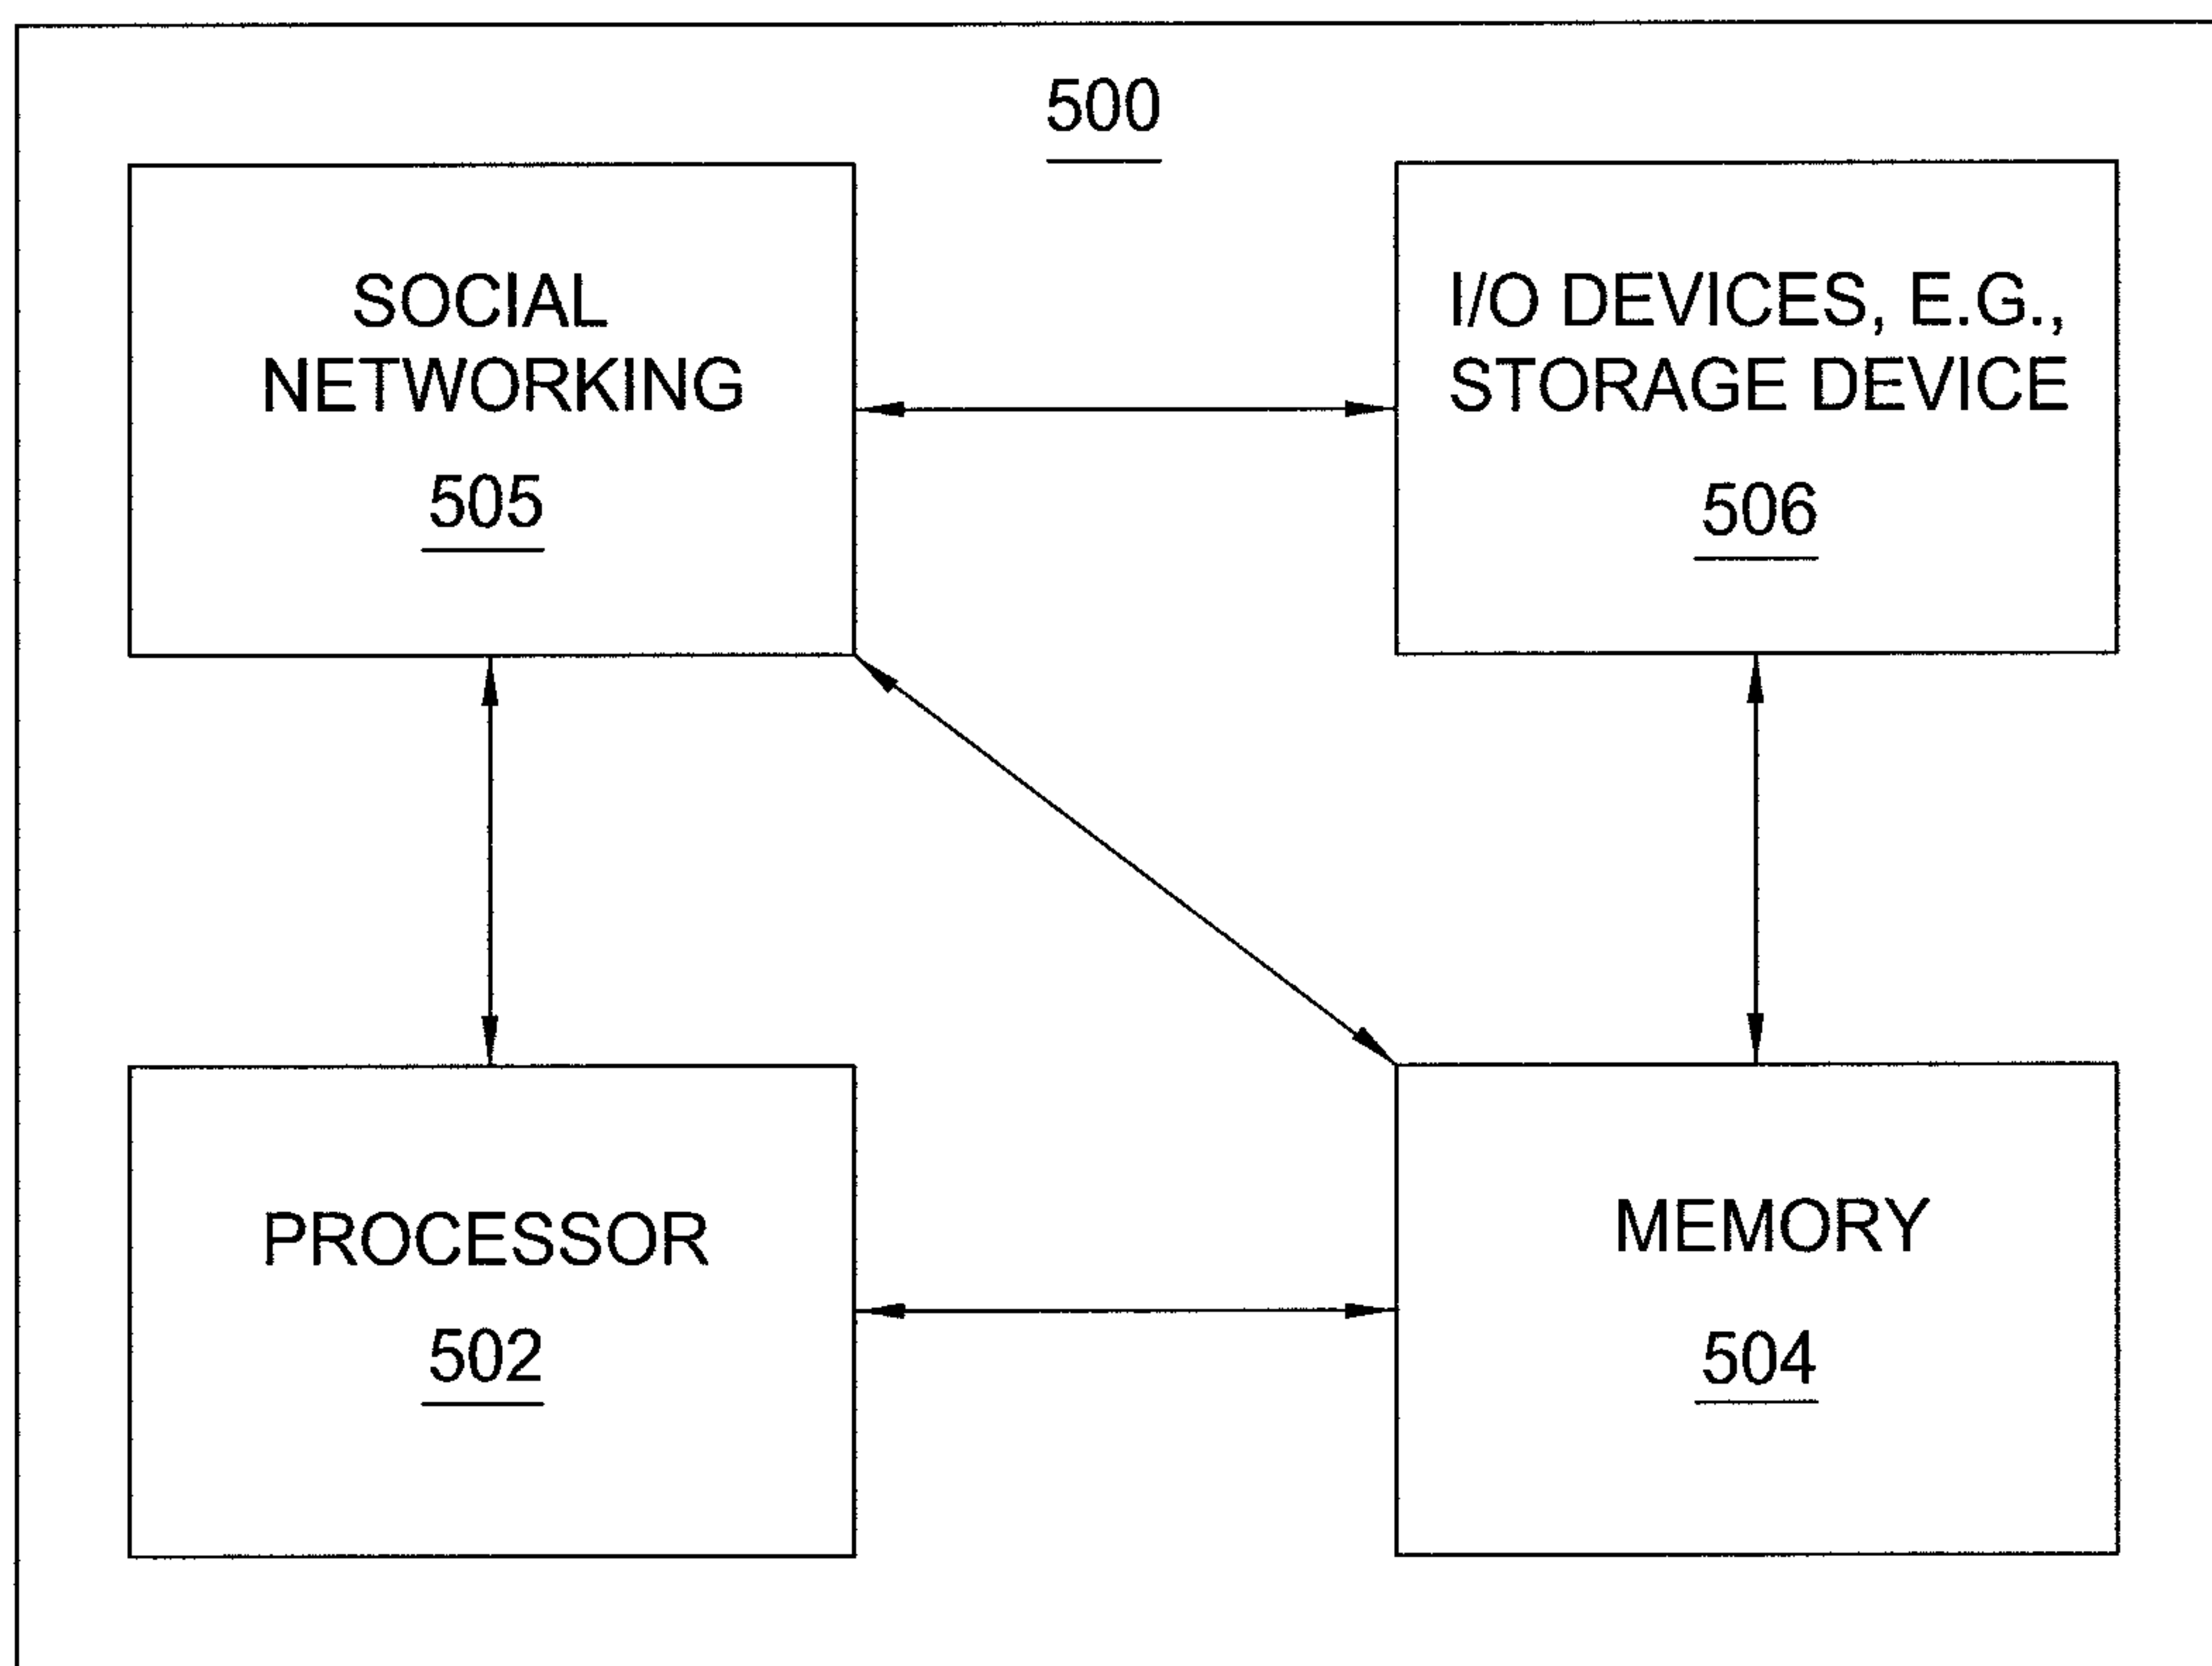 500
SOCIAL
NETWORKING
505
I/O DEVICES, E.G.,
STORAGE DEVICE
506
PROCESSOR
502
MEMORY
504